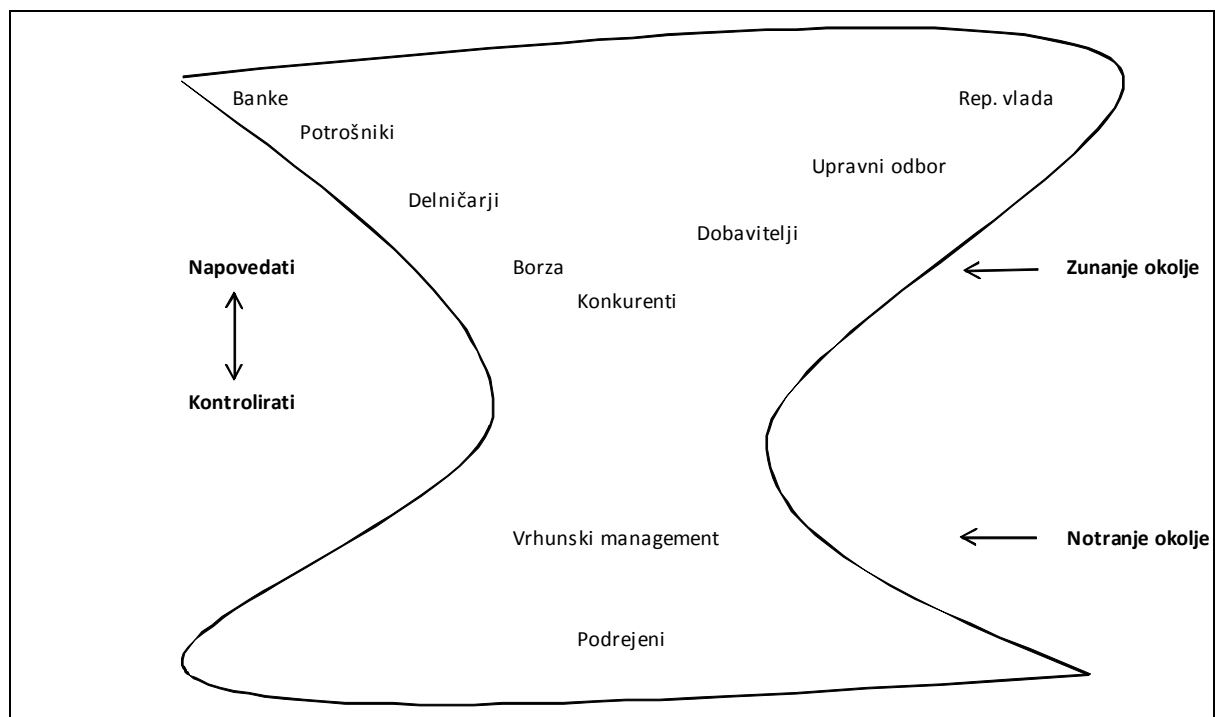 Banke
Rep. vlada
Potrošniki
Upravni odbor
Delničarji
Dobavitelji
Napovedati
Borza
Zunanje okolje
Konkurenti
Kontrolirati
Vrhunski management
Notranje okolje
Podrejeni